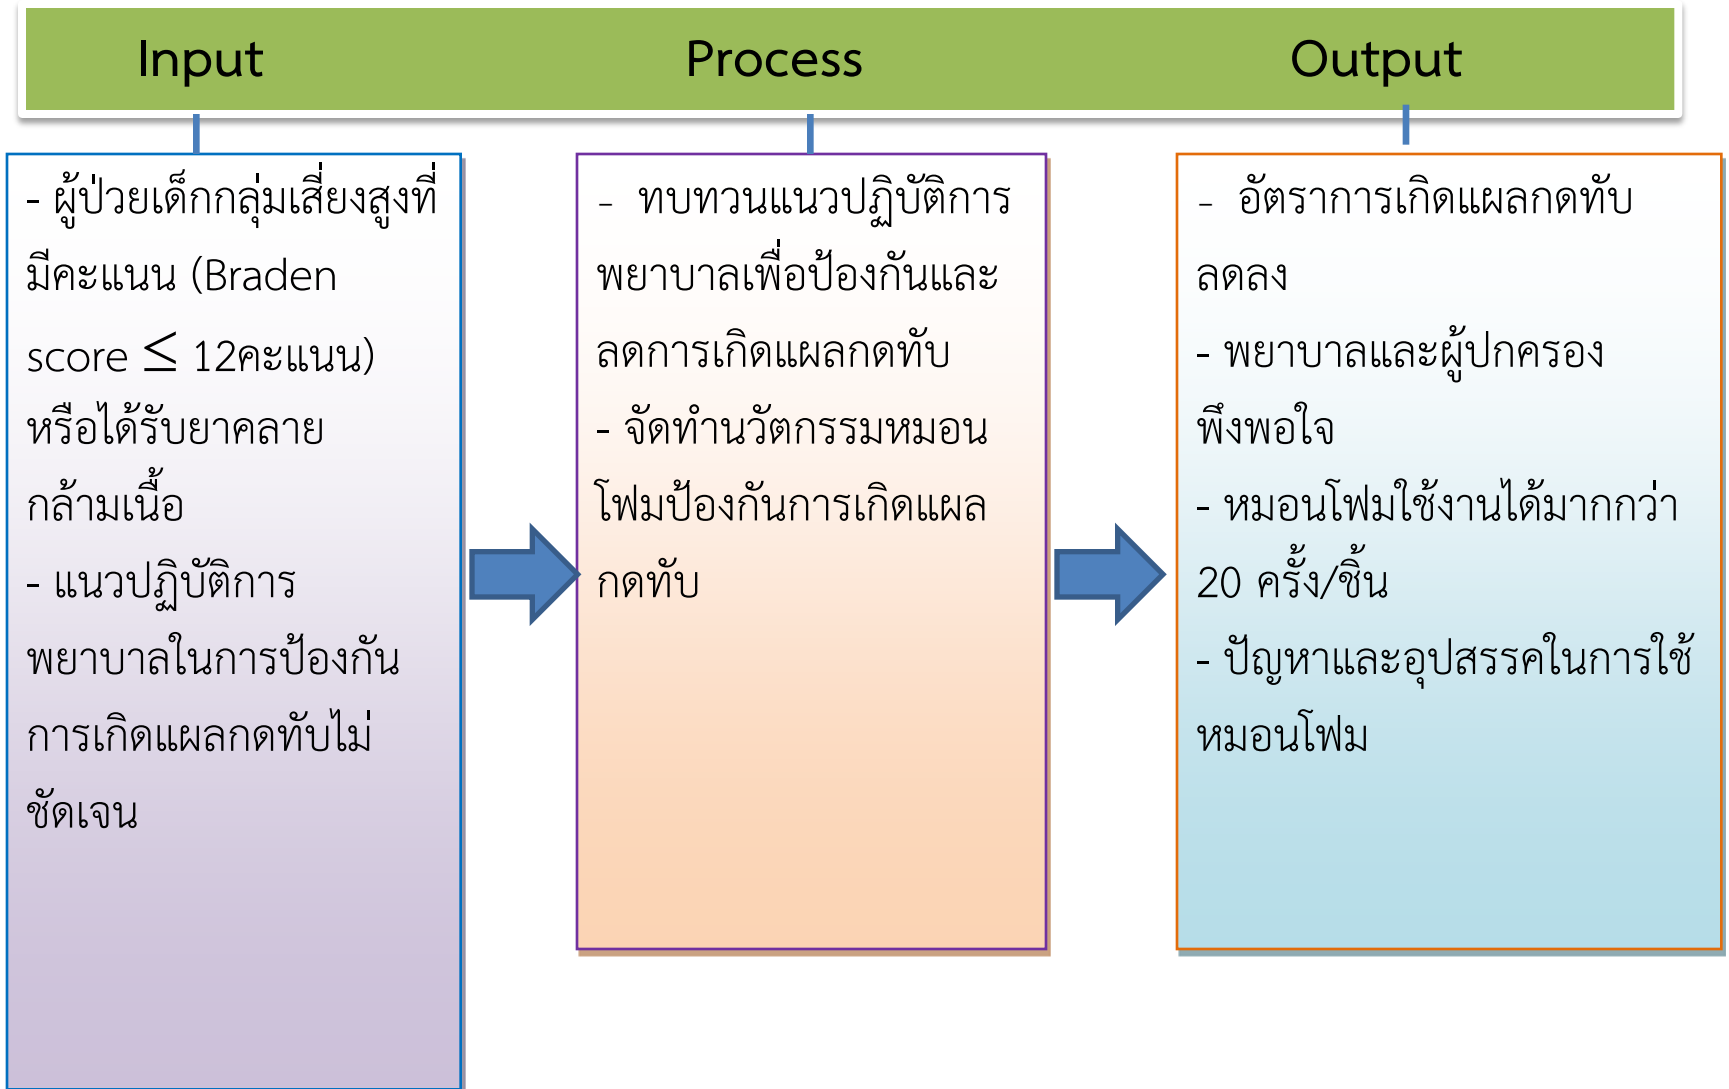 Input
Process
Output
- ผู้ป่วยเด็กกลุ่มเสี่ยงสูงที่
มีคะแนน (Braden
score ≤ 12คะแนน)
หรือได้รับยาคลาย
กล้ามเนื้อ
- แนวปฏิบัติการ
พยาบาลในการป้องกัน
การเกิดแผลกดทับไม่
ชัดเจน
- ทบทวนแนวปฏิบัติการ
พยาบาลเพื่อป้องกันและ
ลดการเกิดแผลกดทับ
- จัดทำนวัตกรรมหมอน
โฟมป้องกันการเกิดแผล
กดทับ
- อัตราการเกิดแผลกดทับ
ลดลง
- พยาบาลและผู้ปกครอง
พึงพอใจ
- หมอนโฟมใช้งานได้มากกว่า
20 ครั้ง/ชิ้น
- ปัญหาและอุปสรรคในการใช้
หมอนโฟม